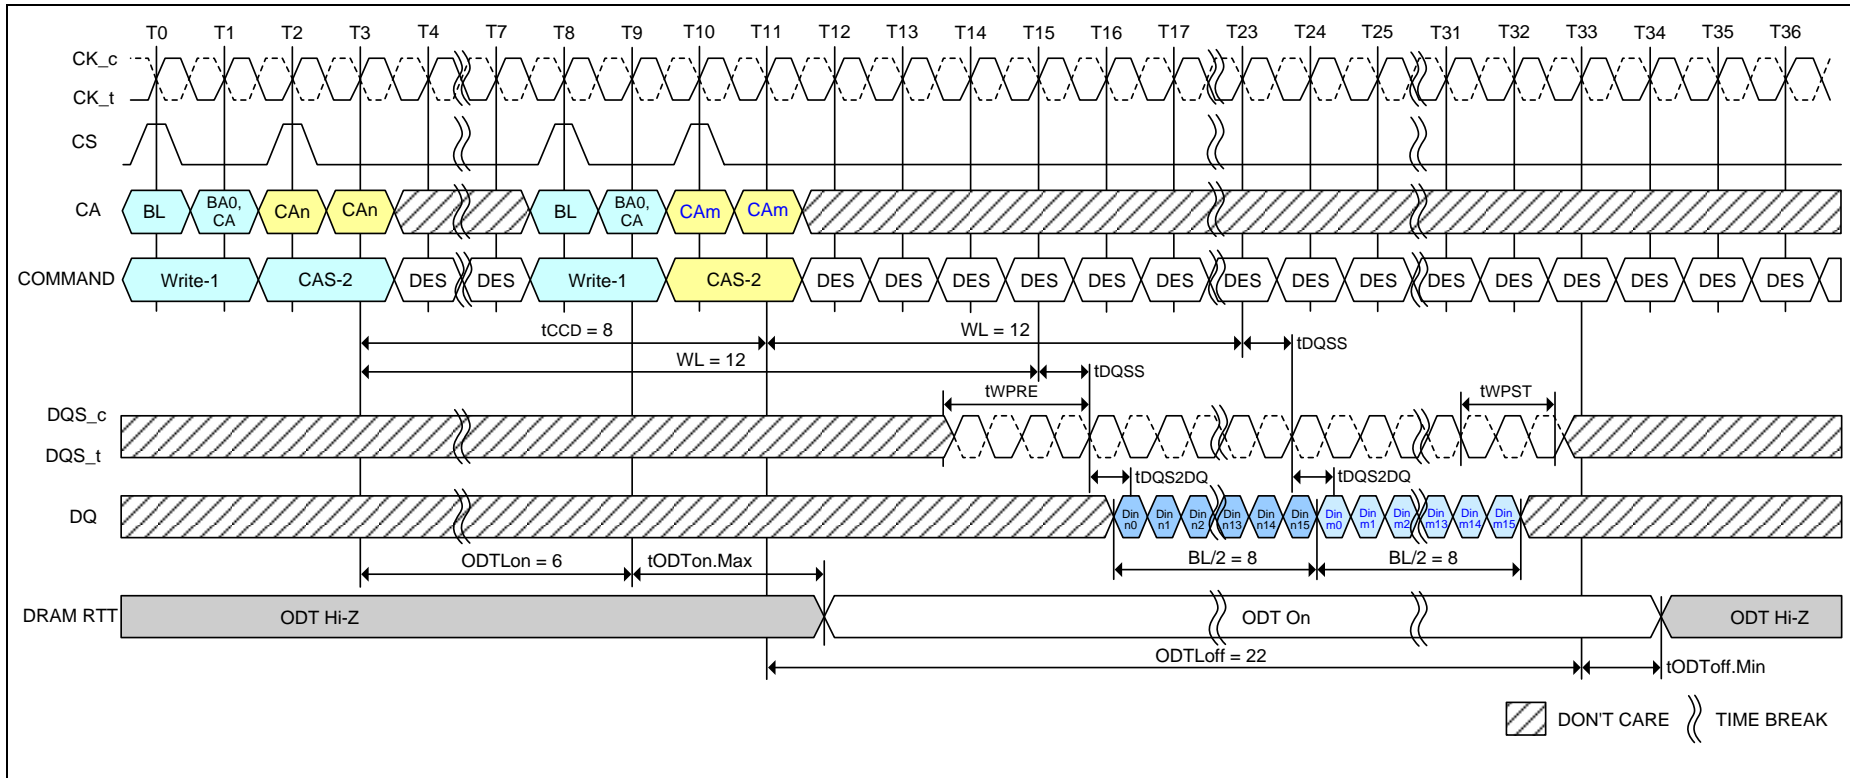 T0 T1 T2 T3 T4 T7 T8 T9 T10 T11 T12 T13 T14 T15 T16 T17 T23 T24 T25 T31 T32 T33 T34 T35 T36
CK_c
CK_t
CS
CA BL BA0, CA CAn CAn BL BA0, CA CAm CAm
COMMAND Write-1 CAS-2 DES DES Write-1 CAS-2 DES DES DES DES DES DES DES DES DES DES DES DES DES DES DES
tCCD = 8 WL = 12 tDQSS
WL = 12 tDQSS
tWPRE tWPST
DQS_c
DQS_t
tDQS2DQ tDQS2DQ
DQ Din n0 Din n1 Din n2 Din n13 Din n14 Din n15 Din m0 Din m1 Din m2 Din m13 Din m14 Din m15
ODTLon = 6 tODTon.Max BL/2 = 8 BL/2 = 8
DRAM RTT ODT Hi-Z ODT On ODT Hi-Z
ODTLoff = 22 tODToff.Min
DON'T CARE TIME BREAK